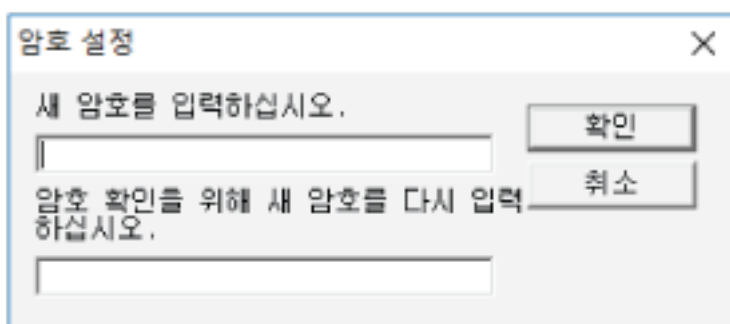 암호 설정
새 암호를 입력하십시오.
확인
취소
암호 확인을 위해 새 암호를 다시 입력
하십시오.